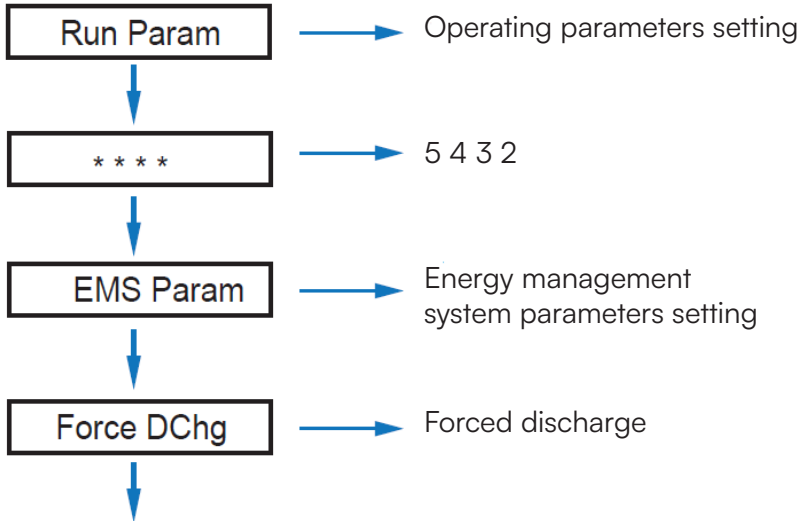 Run Param
Operating parameters setting
* * * *
5 4 3 2
EMS Param
Energy management
system parameters setting
Force DChg
Forced discharge